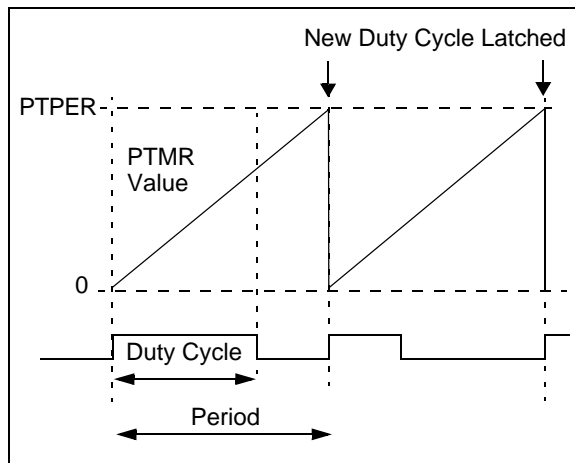 New Duty Cycle Latched
PTPER
PTMR
Value
0
Duty Cycle
Period